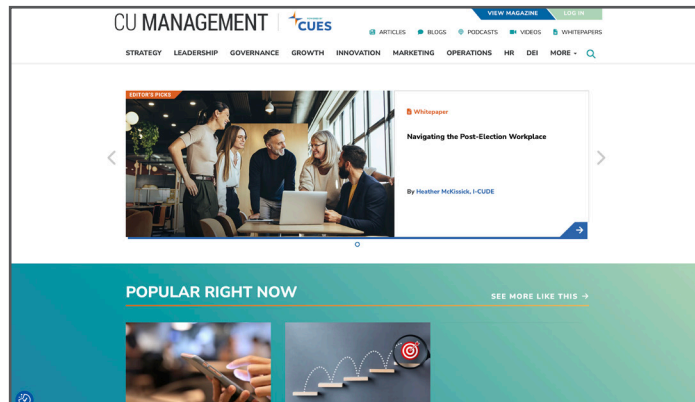 CU MANAGEMENT
CUES
VIEW MAGAZINE
LOG IN
ARTICLES
BLOGS
PODCASTS
VIDEOS
WHITEPAPERS
STRATEGY
LEADERSHIP
GOVERNANCE
GROWTH
INNOVATION
MARKETING
OPERATIONS
HR
DEI
MORE
EDITOR'S PICKS
Whitepaper
Navigating the Post-Election Workplace
By Heather McKissick, I-CUDE
POPULAR RIGHT NOW
SEE MORE LIKE THIS →